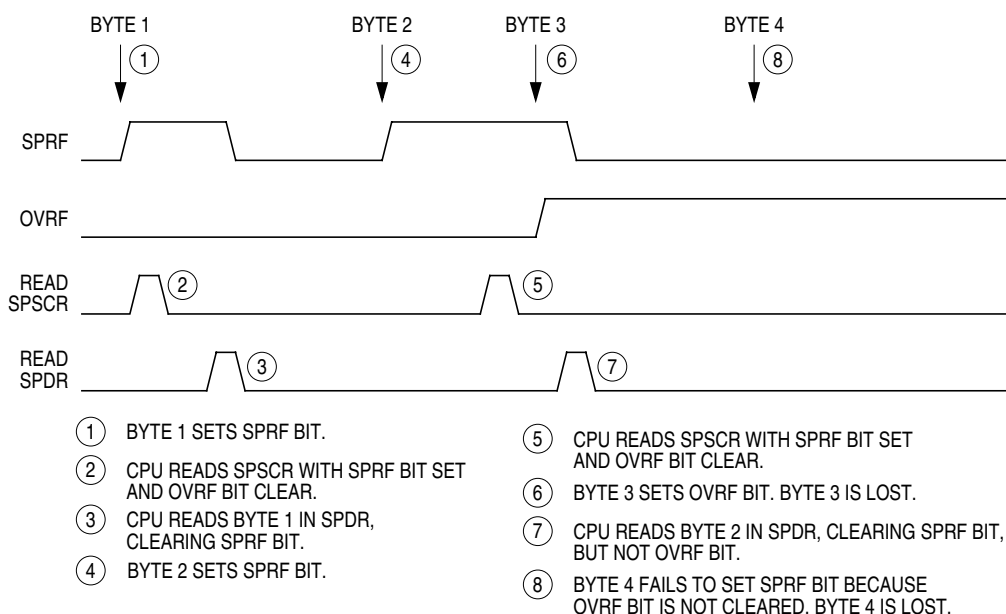 BYTE 1
BYTE 2
BYTE 3
BYTE 4
1
4
6
8
SPRF
OVRF
READ
SPSCR
2
5
READ
SPDR
3
7
1 BYTE 1 SETS SPRF BIT.
2 CPU READS SPSCR WITH SPRF BIT SET
AND OVRF BIT CLEAR.
3 CPU READS BYTE 1 IN SPDR,
CLEARING SPRF BIT.
4 BYTE 2 SETS SPRF BIT.
5 CPU READS SPSCR WITH SPRF BIT SET
AND OVRF BIT CLEAR.
6 BYTE 3 SETS OVRF BIT. BYTE 3 IS LOST.
7 CPU READS BYTE 2 IN SPDR, CLEARING SPRF BIT,
BUT NOT OVRF BIT.
8 BYTE 4 FAILS TO SET SPRF BIT BECAUSE
OVRF BIT IS NOT CLEARED. BYTE 4 IS LOST.